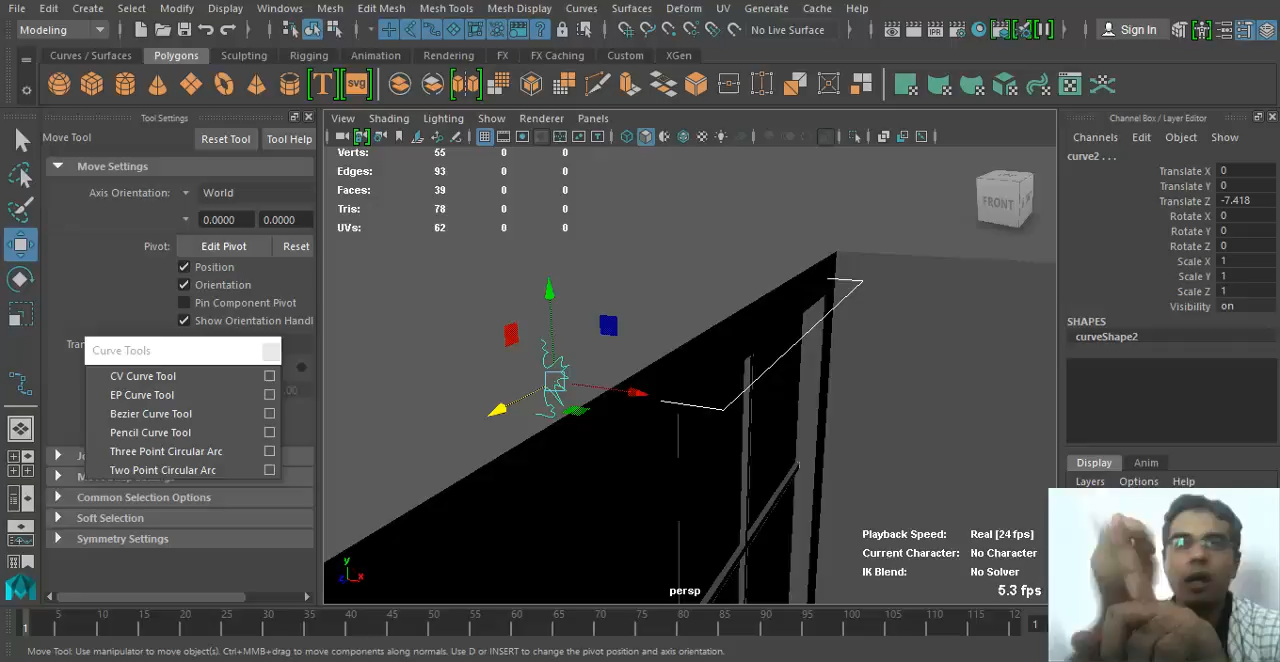 File Edit Create Select Modify Display Windows Mesh Edit Mesh Mesh Tools Mesh Display Curves Surfaces Deform UV Generate Cache Help
Modeling No Live Surface Sign In
Curves / Surfaces Polygons Sculpting Rigging Animation Rendering FX FX Caching Custom XGen
T svg
Tool Settings
Move Tool Reset Tool Tool Help
Move Settings
Axis Orientation: World
0.0000 0.0000
Pivot: Edit Pivot Reset
Position
Orientation
Pin Component Pivot
Show Orientation Handl
Curve Tools
CV Curve Tool
EP Curve Tool
Bezier Curve Tool
Pencil Curve Tool
Three Point Circular Arc
Two Point Circular Arc
Common Selection Options
Soft Selection
Symmetry Settings
View Shading Lighting Show Renderer Panels
Verts: 55 0 0
Edges: 93 0 0
Faces: 39 0 0
Tris: 78 0 0
UVs: 62 0 0
FRONT
Playback Speed: Real [24 fps]
Current Character: No Character
IK Blend: No Solver
5.3 fps
persp
y
z x
Channel Box / Layer Editor
Channels Edit Object Show
curve2 . . .
Translate X 0
Translate Y 0
Translate Z -7.418
Rotate X 0
Rotate Y 0
Rotate Z 0
Scale X 1
Scale Y 1
Scale Z 1
Visibility on
SHAPES
curveShape2
Display Anim
Layers Options Help
5 10 15 20 25 30 35 40 45 50 55 60 65 70 75 80 85 90 95 100 105 110 115 12
1 1
Move Tool: Use manipulator to move object(s). Ctrl+MMB+drag to move components along normals. Use D or INSERT to change the pivot position and axis orientation.